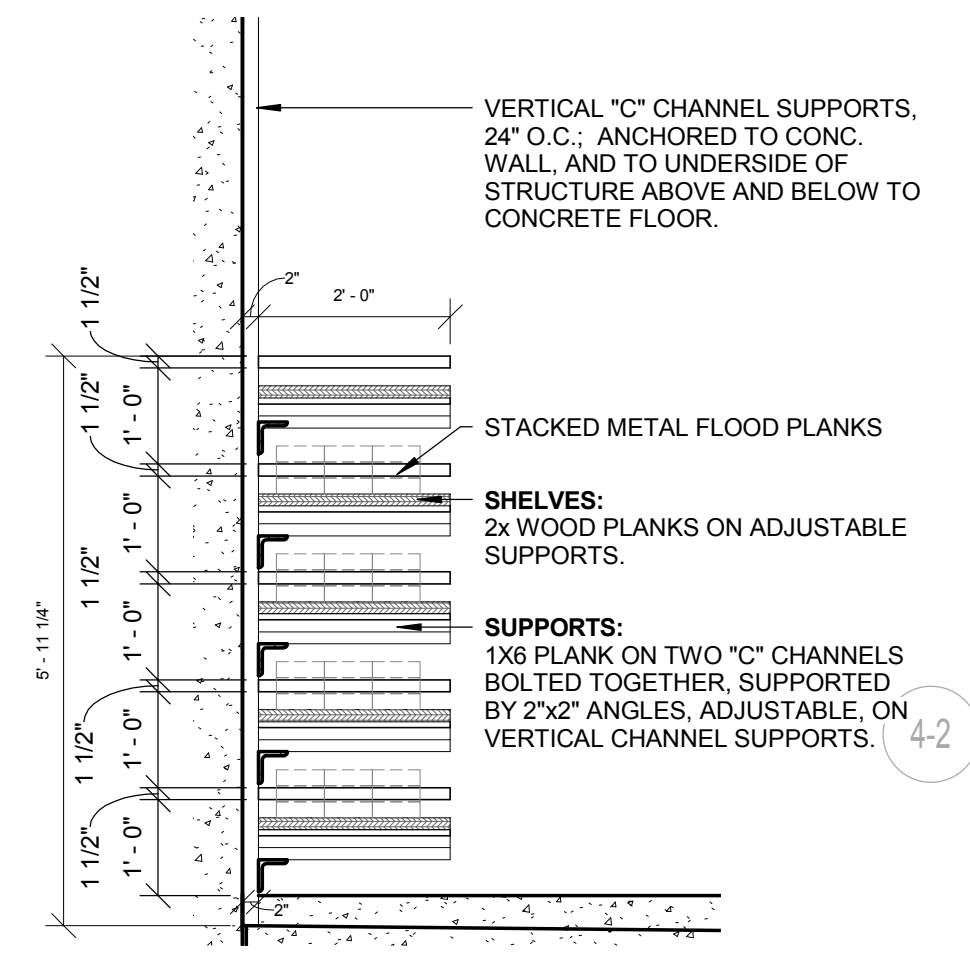 VERTICAL "C" CHANNEL SUPPORTS,
24" O.C.; ANCHORED TO CONC.
WALL, AND TO UNDERSIDE OF
STRUCTURE ABOVE AND BELOW TO
CONCRETE FLOOR.
2"
2' - 0"
1 1/2"
1 1/2"
1' - 0"
STACKED METAL FLOOD PLANKS
SHELVES:
2x WOOD PLANKS ON ADJUSTABLE
SUPPORTS.
1' - 0"
1 1/2"
SUPPORTS:
1X6 PLANK ON TWO "C" CHANNELS
BOLTED TOGETHER, SUPPORTED
BY 2"x2" ANGLES, ADJUSTABLE, ON
VERTICAL CHANNEL SUPPORTS.
4-2
5' - 11 1/4"
1' - 0"
1 1/2"
1' - 0"
1 1/2"
1' - 0"
2"